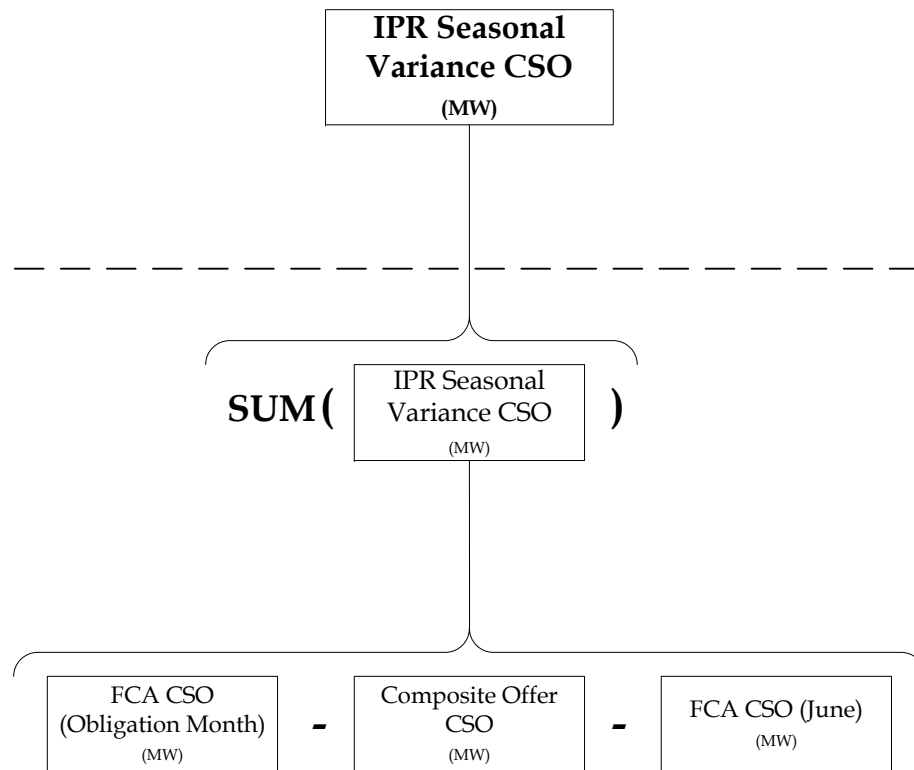 IPR Seasonal
Variance CSO
(MW)
SUM( IPR Seasonal
Variance CSO
(MW) )
FCA CSO
(Obligation Month)
(MW)
-
Composite Offer
CSO
(MW)
-
FCA CSO (June)
(MW)